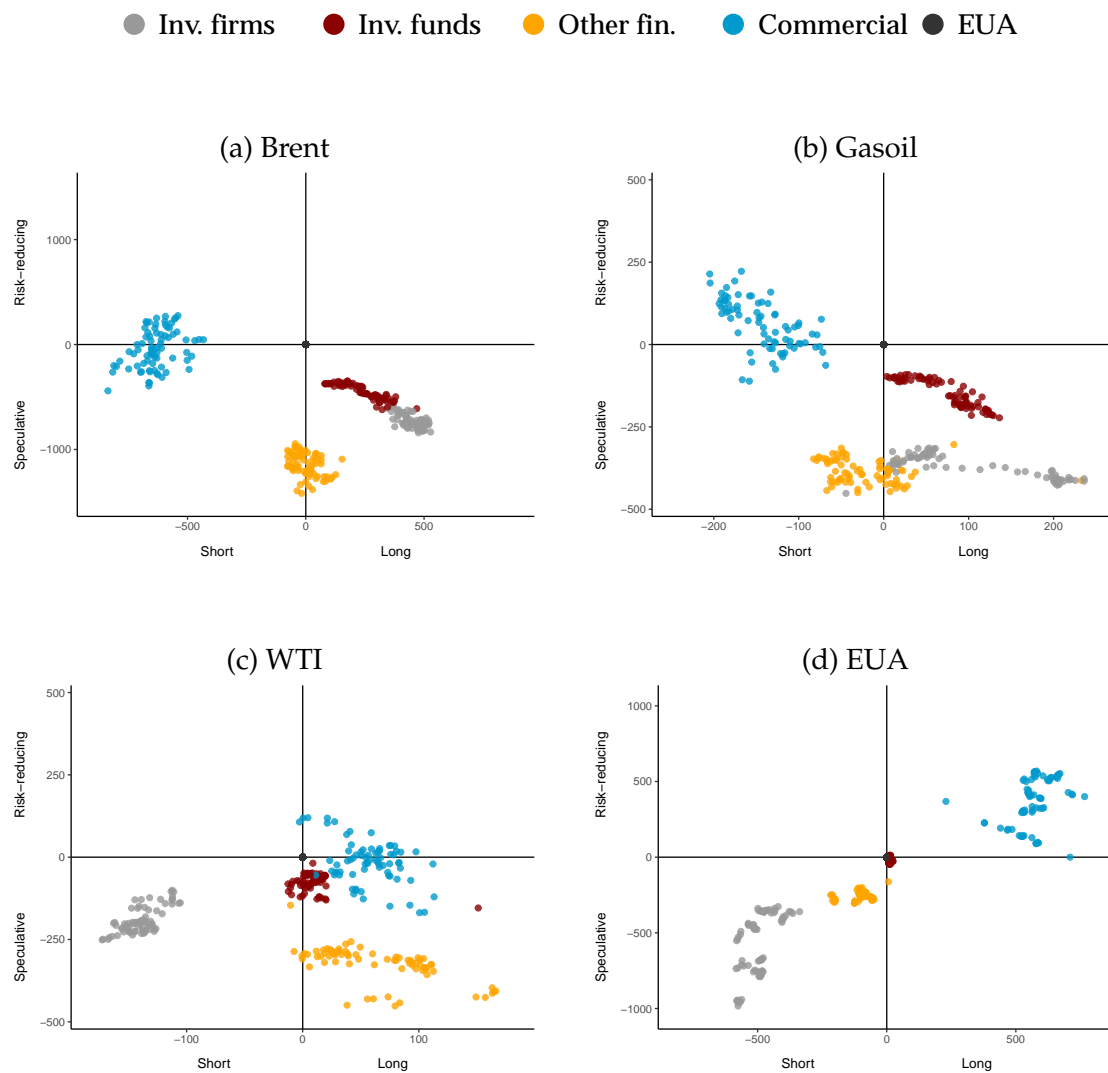 Inv. firms Inv. funds Other fin. Commercial EUA
(a) Brent
Risk−reducing
Speculative
1000
0
−1000
−500 0 500
Short Long
(b) Gasoil
Risk−reducing
Speculative
500
250
0
−250
−500
−200 −100 0 100 200
Short Long
(c) WTI
Risk−reducing
Speculative
500
250
0
−250
−500
−100 0 100
Short Long
(d) EUA
Risk−reducing
Speculative
1000
500
0
−500
−1000
−500 0 500
Short Long